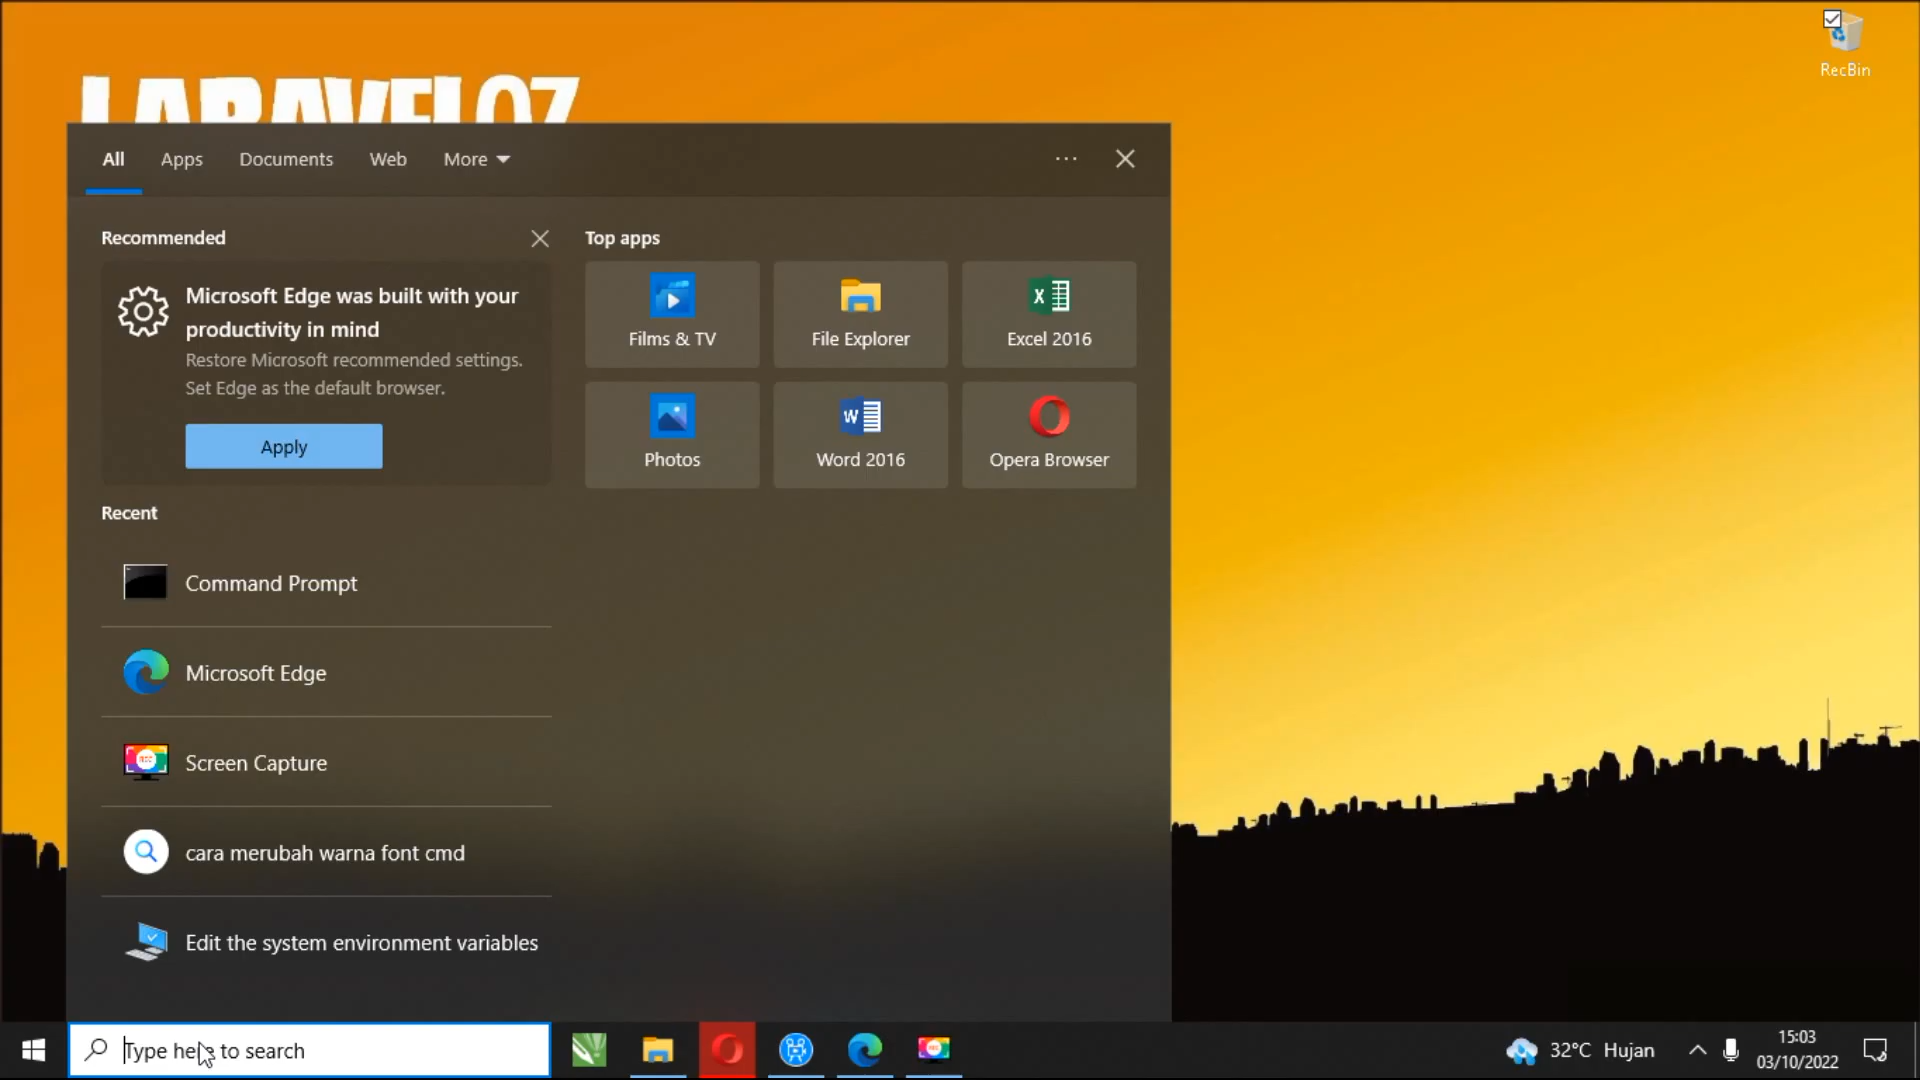 LARAVEL07
RecBin
All Apps Documents Web More
Recommended
Microsoft Edge was built with your
productivity in mind
Restore Microsoft recommended settings.
Set Edge as the default browser.
Apply
Top apps
Films & TV
File Explorer
Excel 2016
Photos
Word 2016
Opera Browser
Recent
Command Prompt
Microsoft Edge
Screen Capture
cara merubah warna font cmd
Edit the system environment variables
Type here to search
32°C Hujan
15:03
03/10/2022